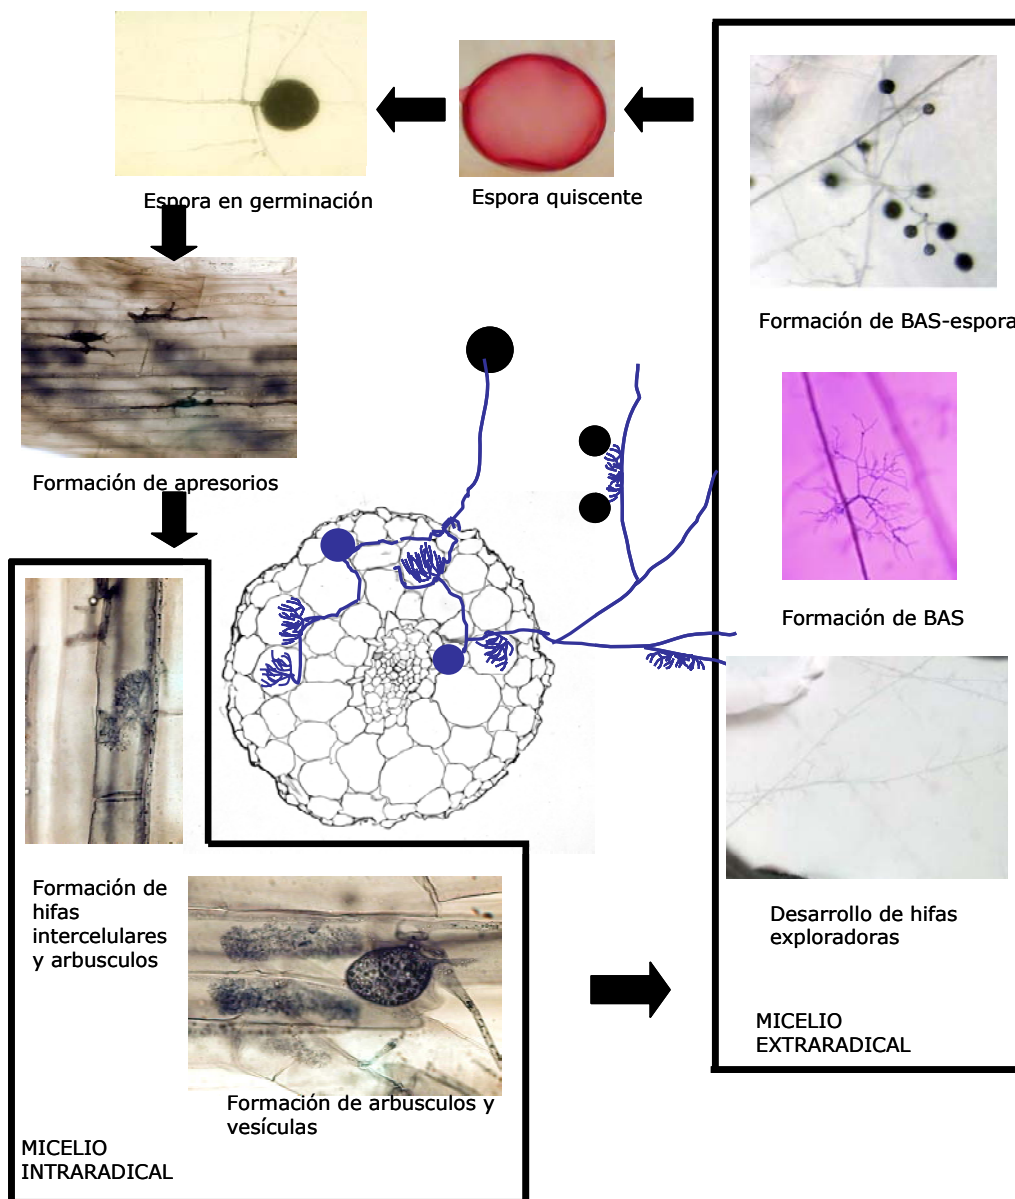 Espora en germinación
Espora quiscente
Formación de BAS-espora
Formación de apresorios
Formación de BAS
Formación de
hifas
intercelulares
y arbusculos
Desarrollo de hifas
exploradoras
MICELIO
EXTRARADICAL
Formación de arbusculos y
vesículas
MICELIO
INTRARADICAL